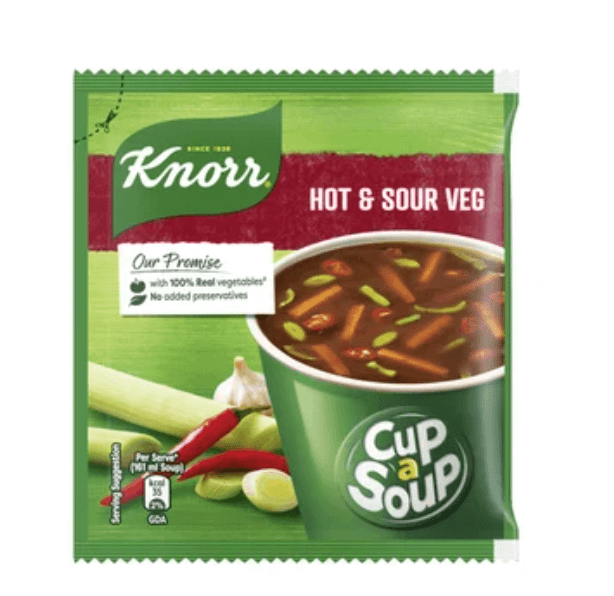 SINCE 1838
Knorr
HOT & SOUR VEG
Our Promise
with 100% Real vegetables*
No added preservatives
Cup
a
Soup
Serving Suggestion
Per Serve*
(161 ml Soup)
kcal
35
GDA